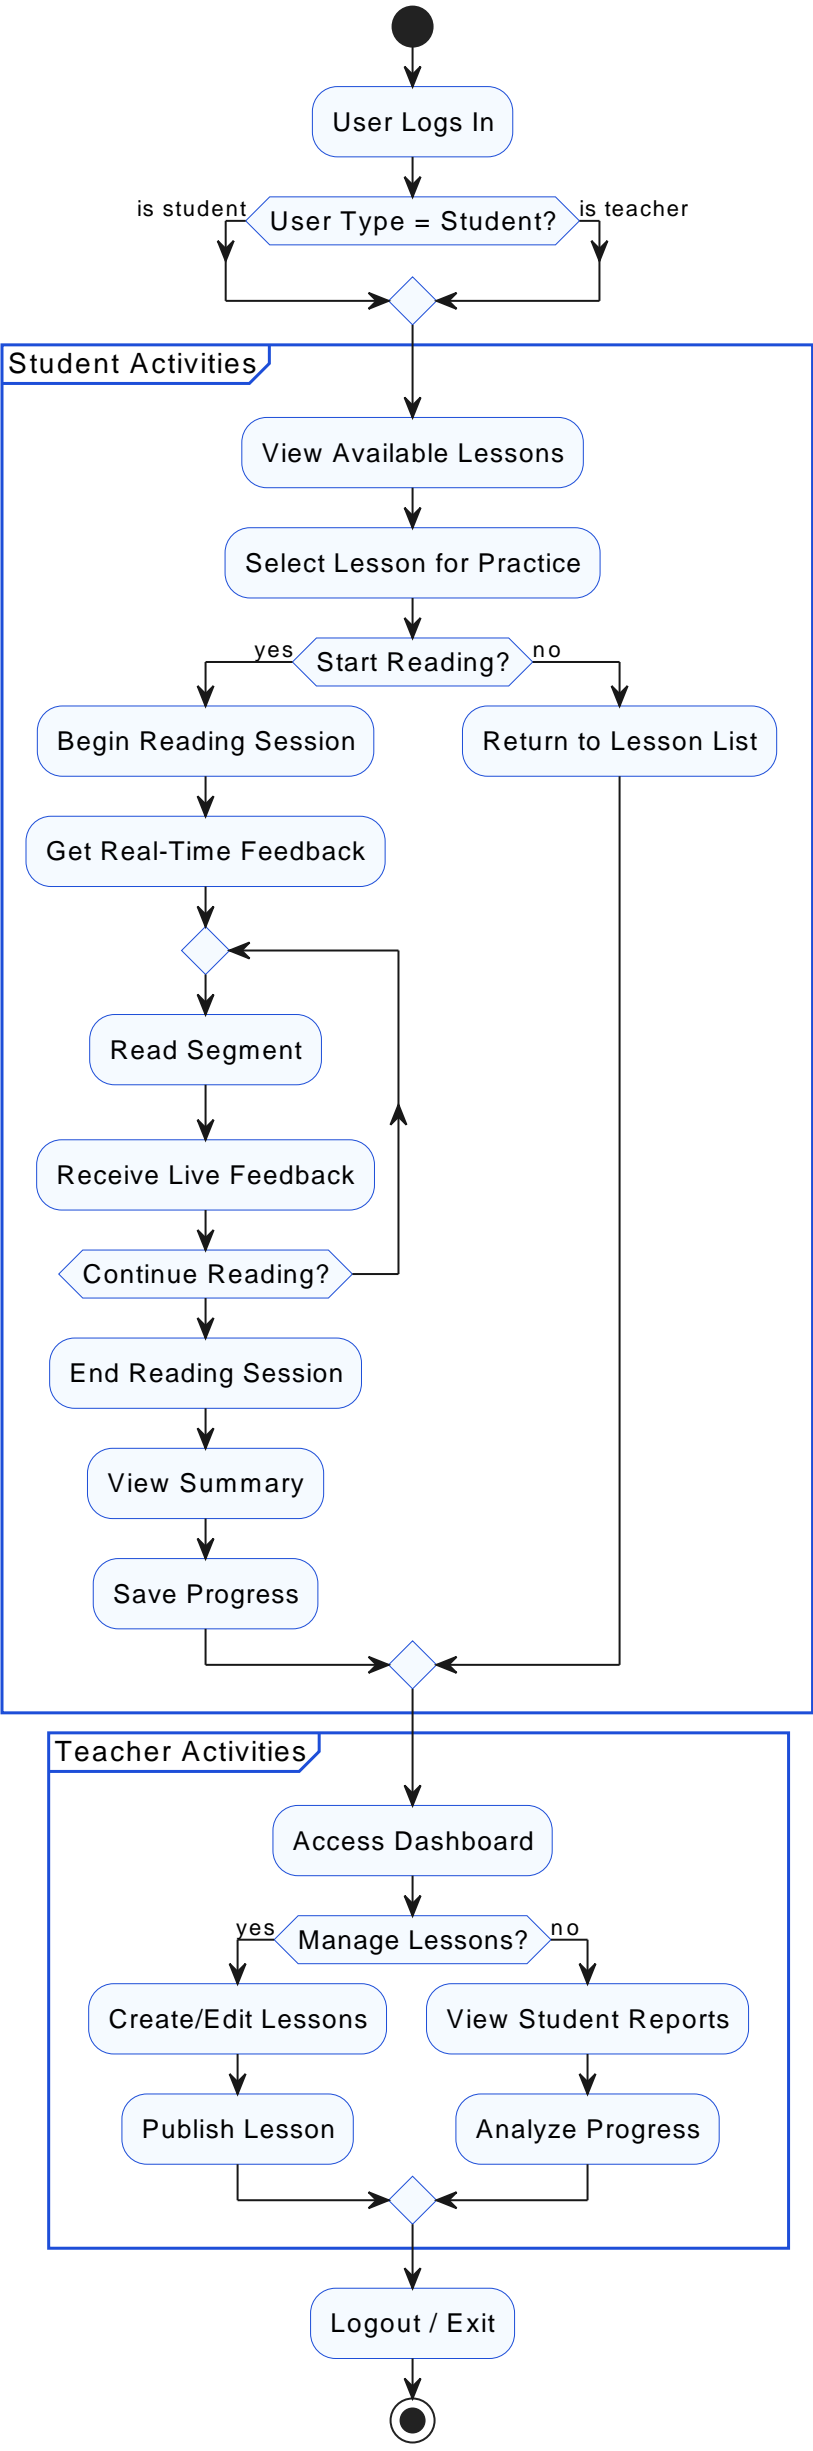 User Logs In
is student
User Type = Student?
is teacher
Student Activities
View Available Lessons
Select Lesson for Practice
yes
Start Reading?
no
Begin Reading Session
Return to Lesson List
Get Real-Time Feedback
Read Segment
Receive Live Feedback
Continue Reading?
End Reading Session
View Summary
Save Progress
Teacher Activities
Access Dashboard
yes
Manage Lessons?
no
Create/Edit Lessons
View Student Reports
Publish Lesson
Analyze Progress
Logout / Exit